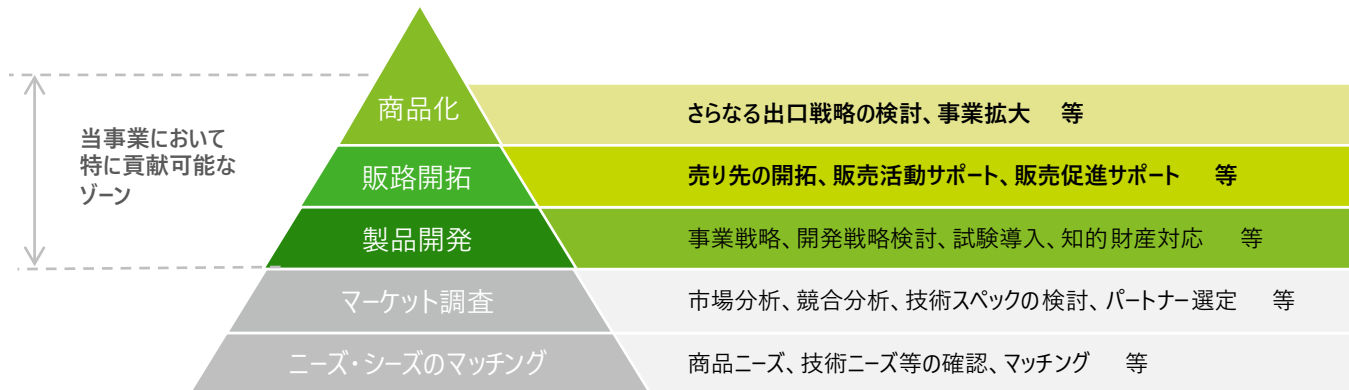 商品化
さらなる出口戦略の検討、事業拡大 等
当事業において
特に貢献可能な
ゾーン
販路開拓
売り先の開拓、販売活動サポート、販売促進サポート 等
製品開発
事業戦略、開発戦略検討、試験導入、知的財産対応 等
マーケット調査
市場分析、競合分析、技術スペックの検討、パートナー選定 等
ニーズ・シーズのマッチング
商品ニーズ、技術ニーズ等の確認、マッチング 等